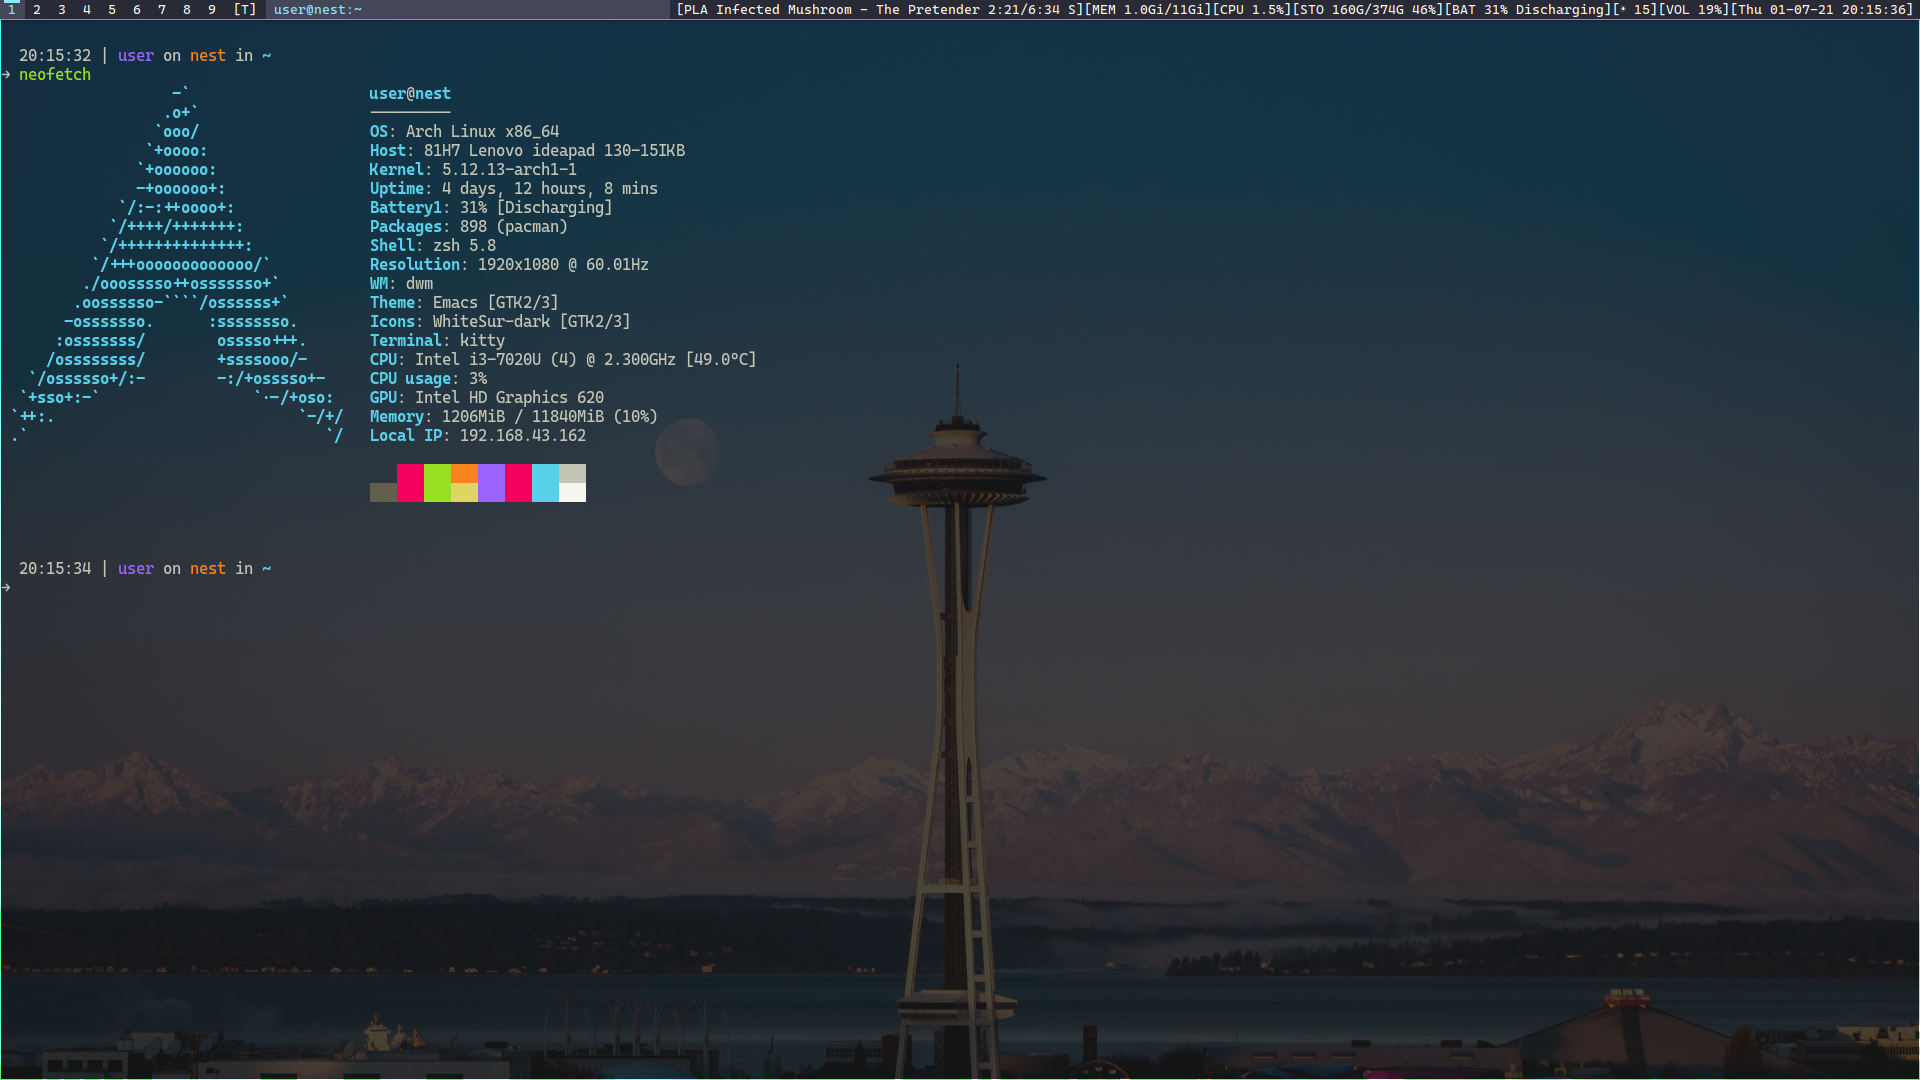 1 2 3 4 5 6 7 8 9 [T] user@nest:~ [PLA Infected Mushroom - The Pretender 2:21/6:34 S][MEM 1.0Gi/11Gi][CPU 1.5%][STO 160G/374G 46%][BAT 31% Discharging][☀ 15][VOL 19%][Thu 01-07-21 20:15:36]
20:15:32 | user on nest in ~
→ neofetch
-` user@nest
.o+` ---------
`ooo/ OS: Arch Linux x86_64
`+oooo: Host: 81H7 Lenovo ideapad 130-15IKB
`+oooooo: Kernel: 5.12.13-arch1-1
-+oooooo+: Uptime: 4 days, 12 hours, 8 mins
`/:-:++oooo+: Battery1: 31% [Discharging]
`/++++/+++++++: Packages: 898 (pacman)
`/++++++++++++++: Shell: zsh 5.8
`/+++ooooooooooooo/` Resolution: 1920x1080 @ 60.01Hz
./ooosssso++osssssso+` WM: dwm
.oossssso-````/ossssss+` Theme: Emacs [GTK2/3]
-osssssso. :ssssssso. Icons: WhiteSur-dark [GTK2/3]
:osssssss/ osssso+++. Terminal: kitty
/ossssssss/ +ssssooo/- CPU: Intel i3-7020U (4) @ 2.300GHz [49.0°C]
`/ossssso+/:- -:/+osssso+- CPU usage: 3%
`+sso+:-` `.-/+oso: GPU: Intel HD Graphics 620
`++:. `-/+/ Memory: 1206MiB / 11840MiB (10%)
.` `/ Local IP: 192.168.43.162
20:15:34 | user on nest in ~
→